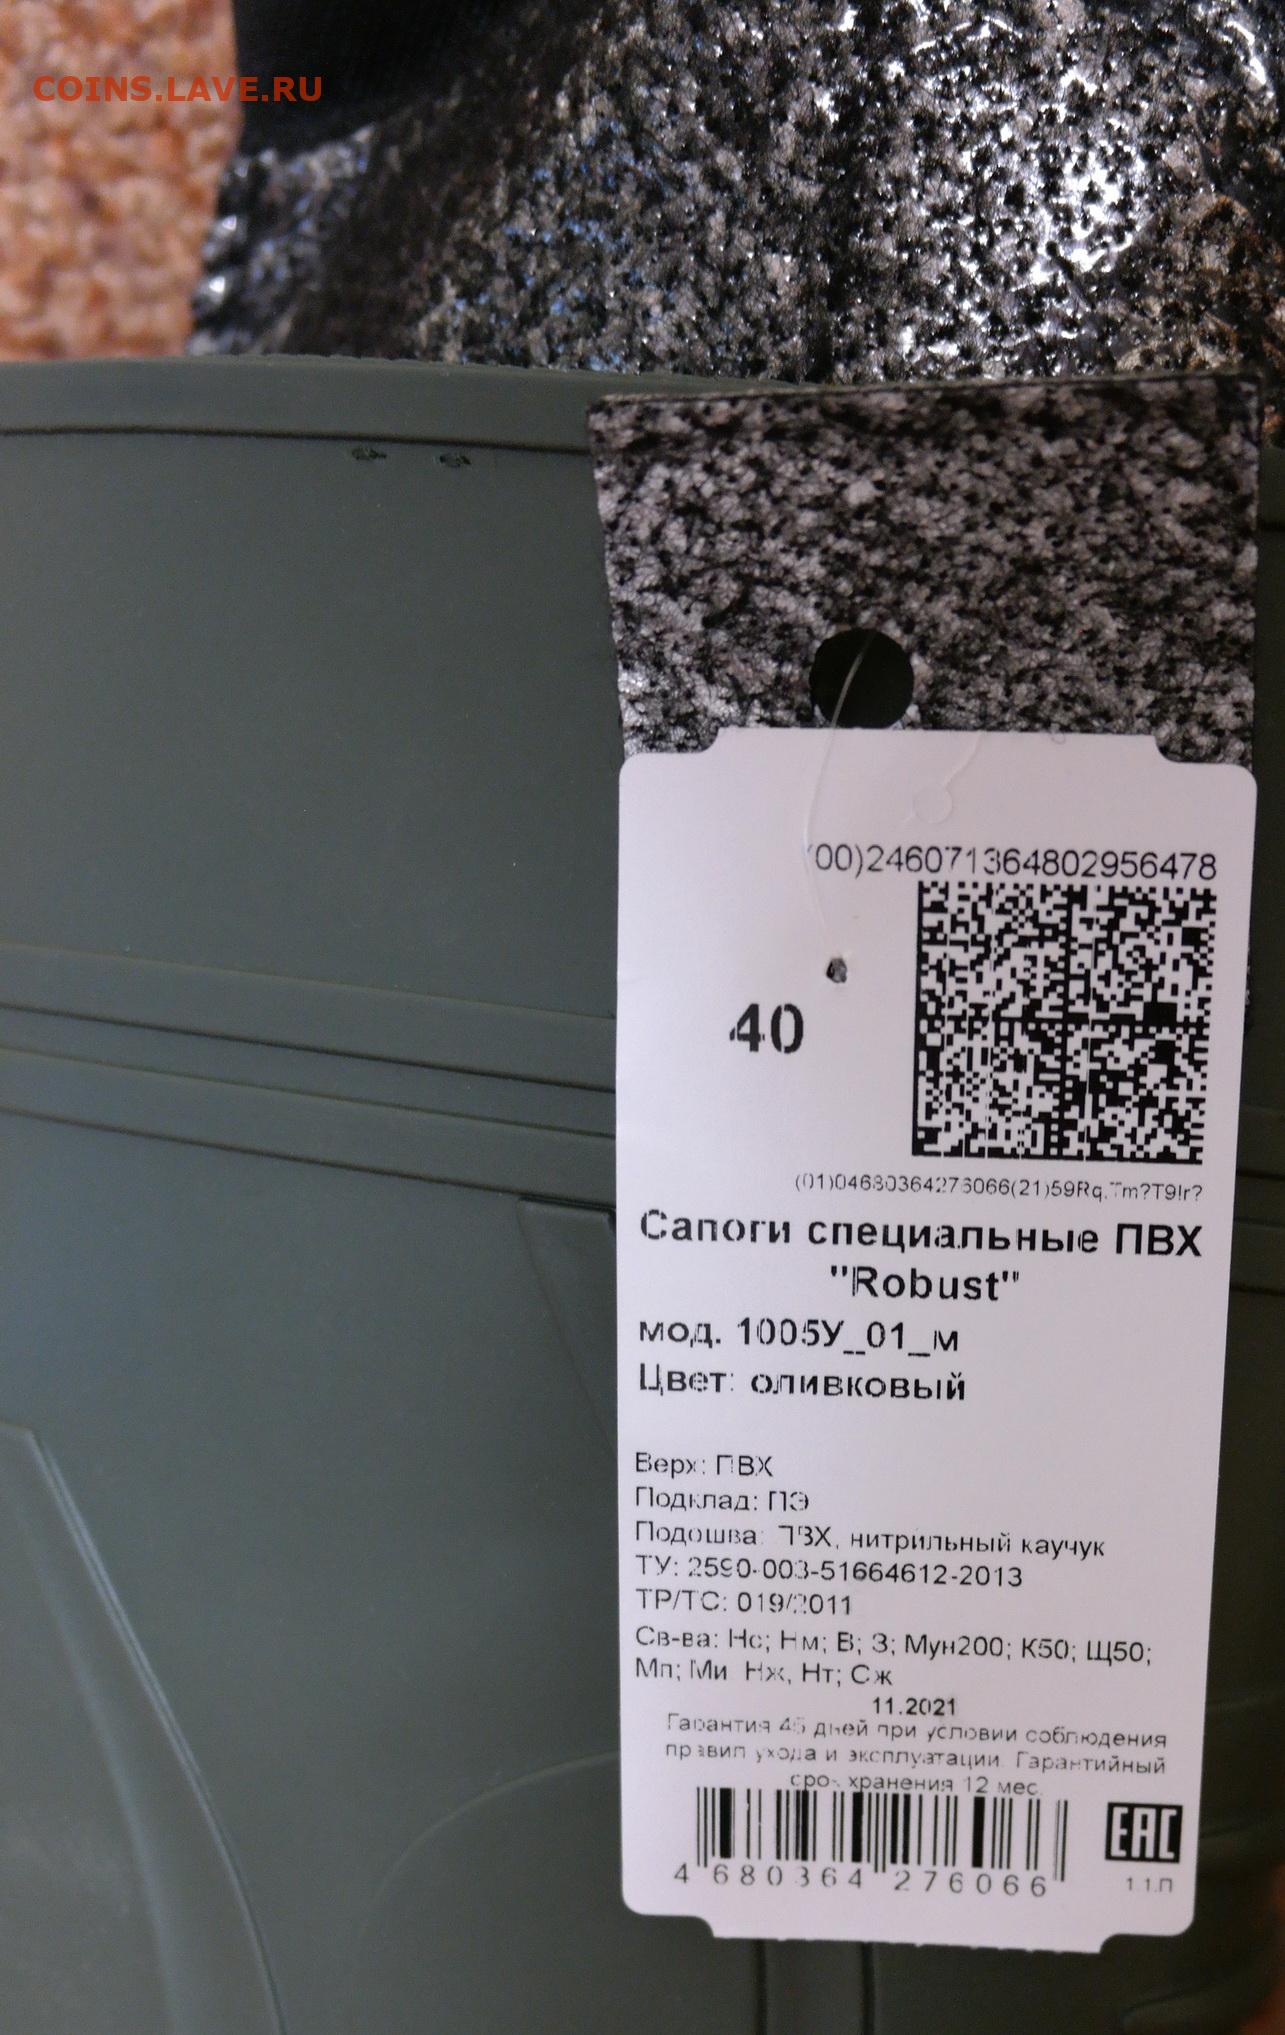 COINS.LAVE.RU
(00)246071364802956478
40
(01)04680364276066(21)59Rq.Tm?T9Ir?
Сапоги специальные ПВХ
"Robust"
мод. 1005У_01_м
Цвет: оливковый
Верх: ПВХ
Подклад: ПЭ
Подошва: ПВХ, нитрильный каучук
ТУ: 2590-003-51664612-2013
ТР/ТС: 019/2011
Св-ва: Нс; Нм; В; З; Мун200; К50; Щ50;
Мп; Ми Нж, Нт; Сж
11.2021
Гарантия 45 дней при условии соблюдения
правил ухода и эксплуатации. Гарантийный
срок хранения 12 мес.
4 680364 276066
ЕАС
1.1.П